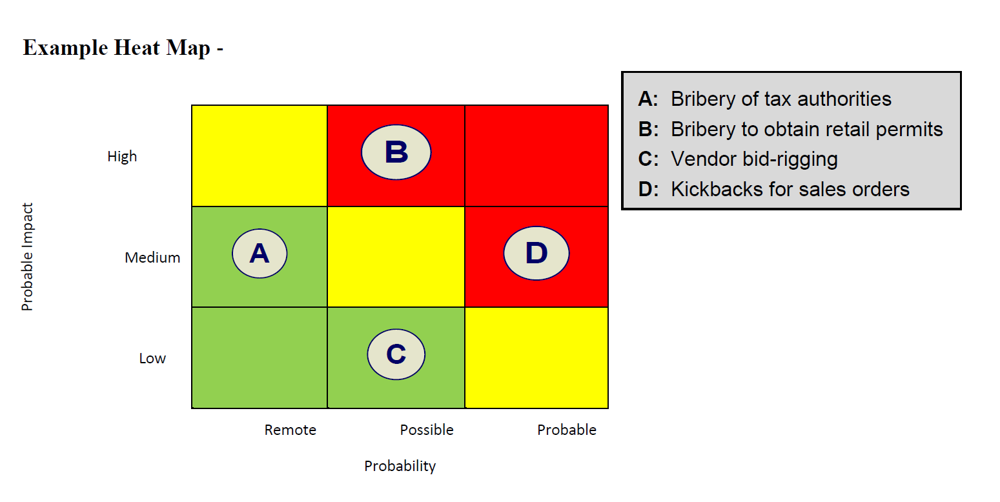 Example Heat Map -
A: Bribery of tax authorities
B: Bribery to obtain retail permits
C: Vendor bid-rigging
D: Kickbacks for sales orders
High
B
Probable Impact
Medium
A
D
Low
C
Remote
Possible
Probable
Probability